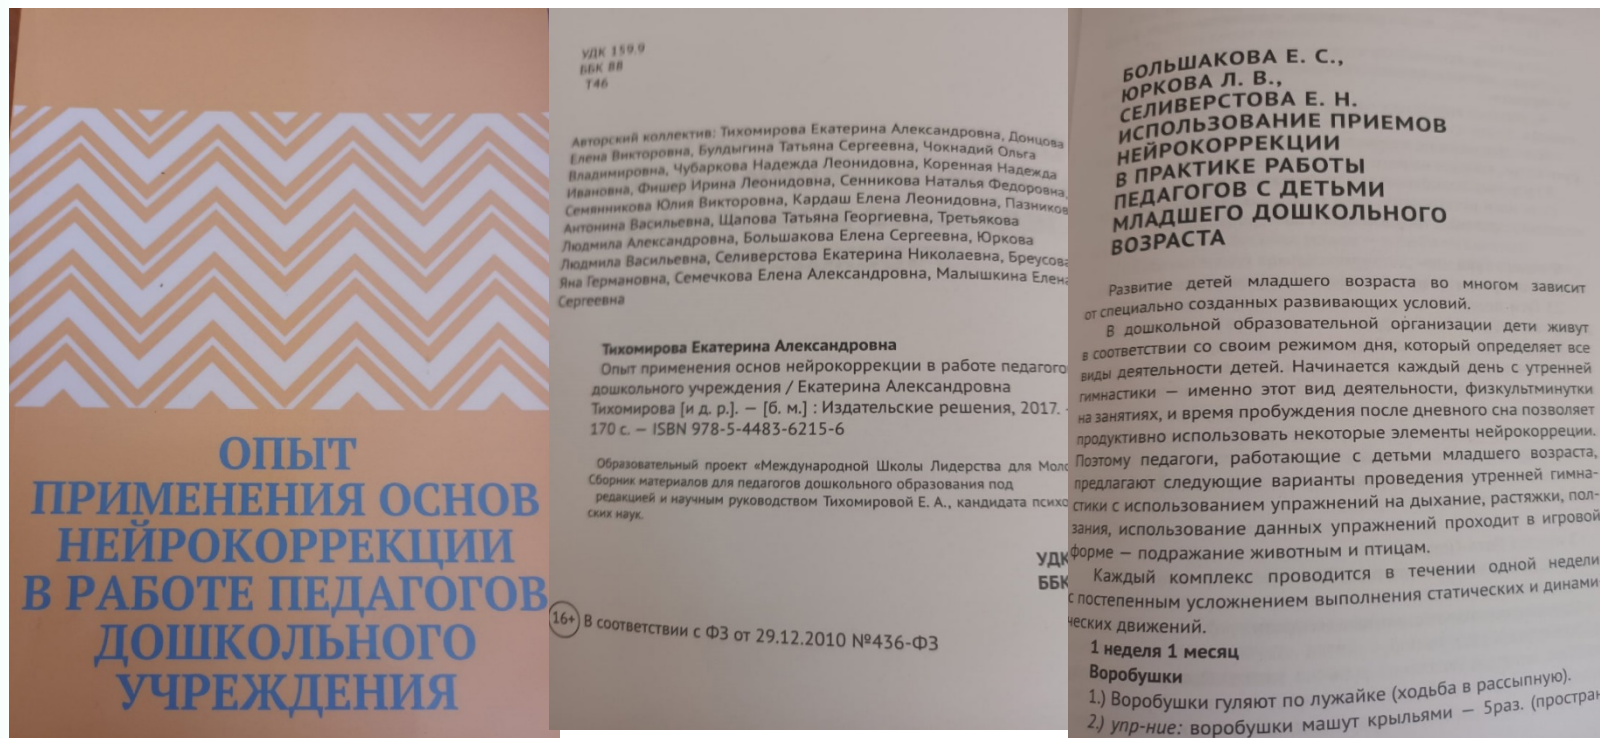 ОПЫТ
ПРИМЕНЕНИЯ ОСНОВ
НЕЙРОКОРРЕКЦИИ
В РАБОТЕ ПЕДАГОГОВ
ДОШКОЛЬНОГО
УЧРЕЖДЕНИЯ
УДК 159.9
ББК 88
Т46
Авторский коллектив: Тихомирова Екатерина Александровна, Донцова
Елена Викторовна, Булдыгина Татьяна Сергеевна, Чокнадий Ольга
Владимировна, Чубаркова Надежда Леонидовна, Коренная Надежда
Ивановна, Фишер Ирина Леонидовна, Сенникова Наталья Федоровна,
Семянникова Юлия Викторовна, Кардаш Елена Леонидовна, Пазников
Антонина Васильевна, Щапова Татьяна Георгиевна, Третьякова
Людмила Александровна, Большакова Елена Сергеевна, Юркова
Людмила Васильевна, Селиверстова Екатерина Николаевна, Бреусова
Яна Германовна, Семечкова Елена Александровна, Малышкина Елена
Сергеевна
Тихомирова Екатерина Александровна
Опыт применения основ нейрокоррекции в работе педагого
дошкольного учреждения / Екатерина Александровна
Тихомирова [и д. р.]. — [б. м.] : Издательские решения, 2017. -
170 с. — ISBN 978-5-4483-6215-6
Образовательный проект «Международной Школы Лидерства для Моло
Сборник материалов для педагогов дошкольного образования под
редакцией и научным руководством Тихомировой Е. А., кандидата психо
ских наук.
УДК
ББК
16+ В соответствии с ФЗ от 29.12.2010 №436-ФЗ
БОЛЬШАКОВА Е. С.,
ЮРКОВА Л. В.,
СЕЛИВЕРСТОВА Е. Н.
ИСПОЛЬЗОВАНИЕ ПРИЕМОВ
НЕЙРОКОРРЕКЦИИ
В ПРАКТИКЕ РАБОТЫ
ПЕДАГОГОВ С ДЕТЬМИ
МЛАДШЕГО ДОШКОЛЬНОГО
ВОЗРАСТА
Развитие детей младшего возраста во многом зависит
от специально созданных развивающих условий.
В дошкольной образовательной организации дети живут
в соответствии со своим режимом дня, который определяет все
виды деятельности детей. Начинается каждый день с утренней
гимнастики — именно этот вид деятельности, физкультминутки
на занятиях, и время пробуждения после дневного сна позволяет
продуктивно использовать некоторые элементы нейрокорреции.
Поэтому педагоги, работающие с детьми младшего возраста,
предлагают следующие варианты проведения утренней гимна-
стики с использованием упражнений на дыхание, растяжки, пол-
зания, использование данных упражнений проходит в игровой
форме — подражание животным и птицам.
Каждый комплекс проводится в течении одной недели
с постепенным усложнением выполнения статических и динами-
ческих движений.
1 неделя 1 месяц
Воробушки
1.) Воробушки гуляют по лужайке (ходьба в рассыпную).
2.) упр-ние: воробушки машут крыльями — 5раз. (простран